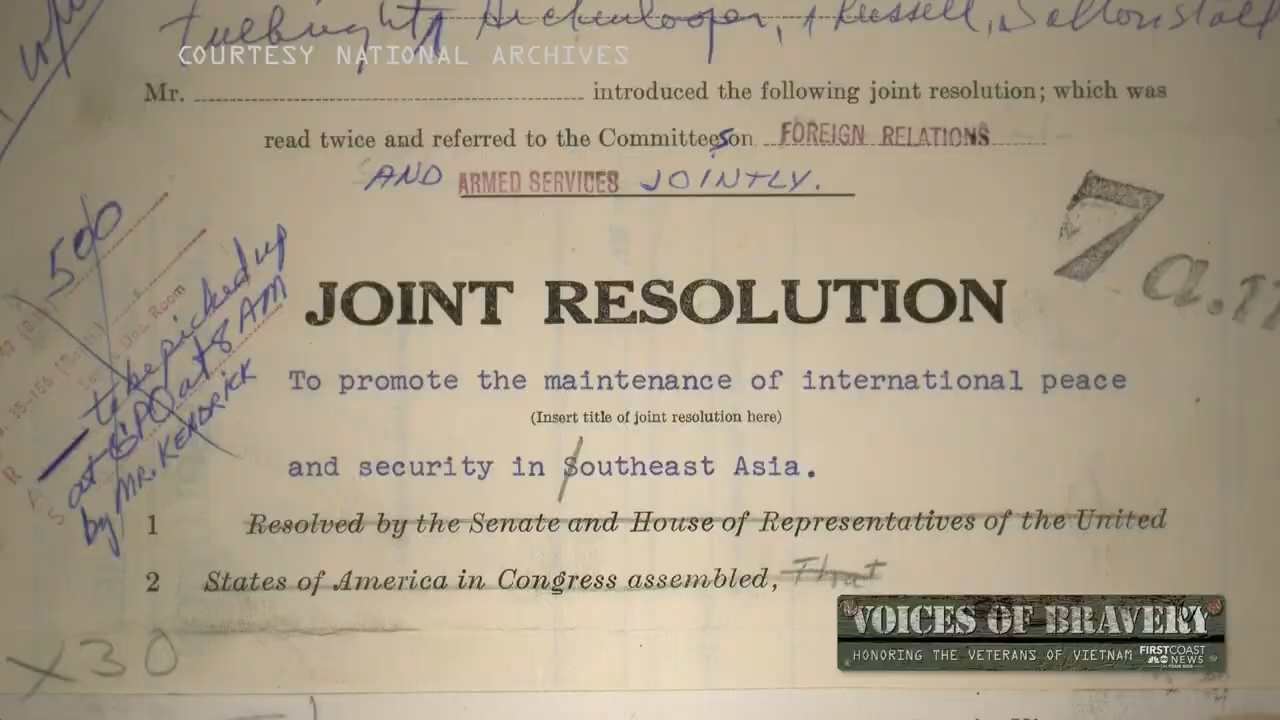 Fulbright, Hickenlooper, Russell, Saltonstall
COURTESY NATIONAL ARCHIVES
Mr. introduced the following joint resolution; which was
read twice and referred to the Committees on FOREIGN RELATIONS
AND ARMED SERVICES JOINTLY.
500
Doc. Room
7 a.m
to be picked up
at GPO at 8 AM
by MR. KENDRICK
JOINT RESOLUTION
To promote the maintenance of international peace
(Insert title of joint resolution here)
and security in Southeast Asia.
1 Resolved by the Senate and House of Representatives of the United
2 States of America in Congress assembled, That
X30
VOICES OF BRAVERY
HONORING THE VETERANS OF VIETNAM FIRST COAST NEWS